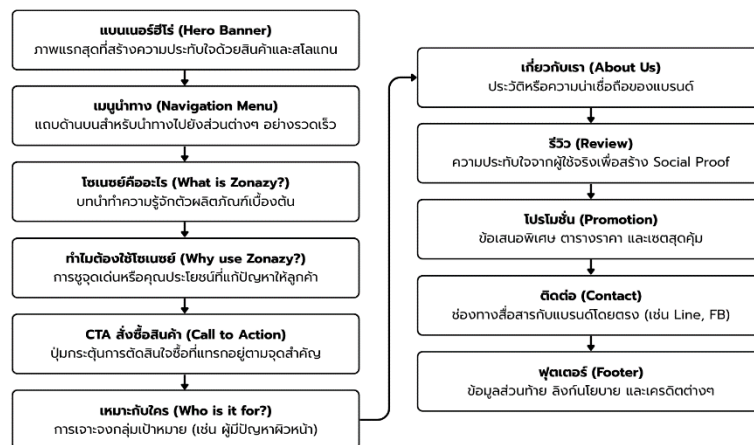 แบนเนอร์ฮีโร่ (Hero Banner)
ภาพแรกสุดที่สร้างความประทับใจด้วยสินค้าและสโลแกน
เมนูนำทาง (Navigation Menu)
แถบด้านบนสำหรับนำทางไปยังส่วนต่างๆ อย่างรวดเร็ว
โซเนซย์คืออะไร (What is Zonazy?)
บทนำทำความรู้จักตัวผลิตภัณฑ์เบื้องต้น
ทำไมต้องใช้โซเนซย์ (Why use Zonazy?)
การชูจุดเด่นหรือคุณประโยชน์ที่แก้ปัญหาให้ลูกค้า
CTA สั่งซื้อสินค้า (Call to Action)
ปุ่มกระตุ้นการตัดสินใจซื้อที่แทรกอยู่ตามจุดสำคัญ
เหมาะกับใคร (Who is it for?)
การเจาะจงกลุ่มเป้าหมาย (เช่น ผู้มีปัญหาผิวหน้า)
เกี่ยวกับเรา (About Us)
ประวัติหรือความน่าเชื่อถือของแบรนด์
รีวิว (Review)
ความประทับใจจากผู้ใช้จริงเพื่อสร้าง Social Proof
โปรโมชั่น (Promotion)
ข้อเสนอพิเศษ ตารางราคา และเซตสุดคุ้ม
ติดต่อ (Contact)
ช่องทางสื่อสารกับแบรนด์โดยตรง (เช่น Line, FB)
ฟุตเตอร์ (Footer)
ข้อมูลส่วนท้าย ลิงก์นโยบาย และเครดิตต่างๆ